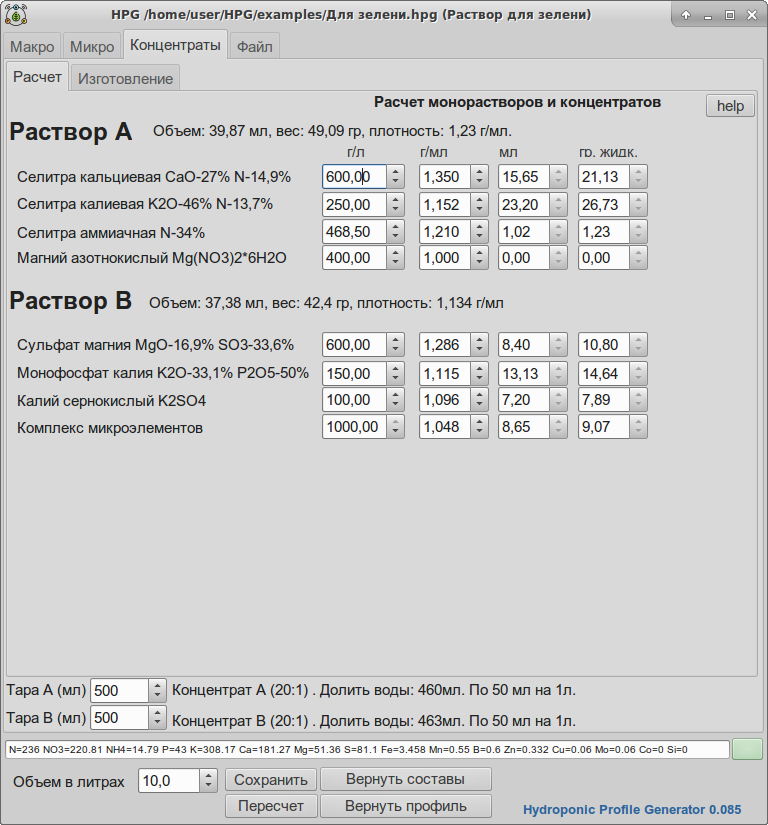 HPG /home/user/HPG/examples/Для зелени.hpg (Раствор для зелени)
Макро Микро Концентраты Файл
Расчет Изготовление
Расчет монорастворов и концентратов help
Раствор А Объем: 39,87 мл, вес: 49,09 гр, плотность: 1,23 г/мл.
г/л г/мл мл гр. жидк.
Селитра кальциевая CaO-27% N-14,9% 600,00 1,350 15,65 21,13
Селитра калиевая K2O-46% N-13,7% 250,00 1,152 23,20 26,73
Селитра аммиачная N-34% 468,50 1,210 1,02 1,23
Магний азотнокислый Mg(NO3)2*6H2O 400,00 1,000 0,00 0,00
Раствор B Объем: 37,38 мл, вес: 42,4 гр, плотность: 1,134 г/мл
Сульфат магния MgO-16,9% SO3-33,6% 600,00 1,286 8,40 10,80
Монофосфат калия K2O-33,1% P2O5-50% 150,00 1,115 13,13 14,64
Калий сернокислый K2SO4 100,00 1,096 7,20 7,89
Комплекс микроэлементов 1000,00 1,048 8,65 9,07
Тара А (мл) 500 Концентрат А (20:1) . Долить воды: 460мл. По 50 мл на 1л.
Тара В (мл) 500 Концентрат В (20:1) . Долить воды: 463мл. По 50 мл на 1л.
N=236 NO3=220.81 NH4=14.79 P=43 K=308.17 Ca=181.27 Mg=51.36 S=81.1 Fe=3.458 Mn=0.55 B=0.6 Zn=0.332 Cu=0.06 Mo=0.06 Co=0 Si=0
Объем в литрах 10,0 Сохранить Вернуть составы
Пересчет Вернуть профиль Hydroponic Profile Generator 0.085